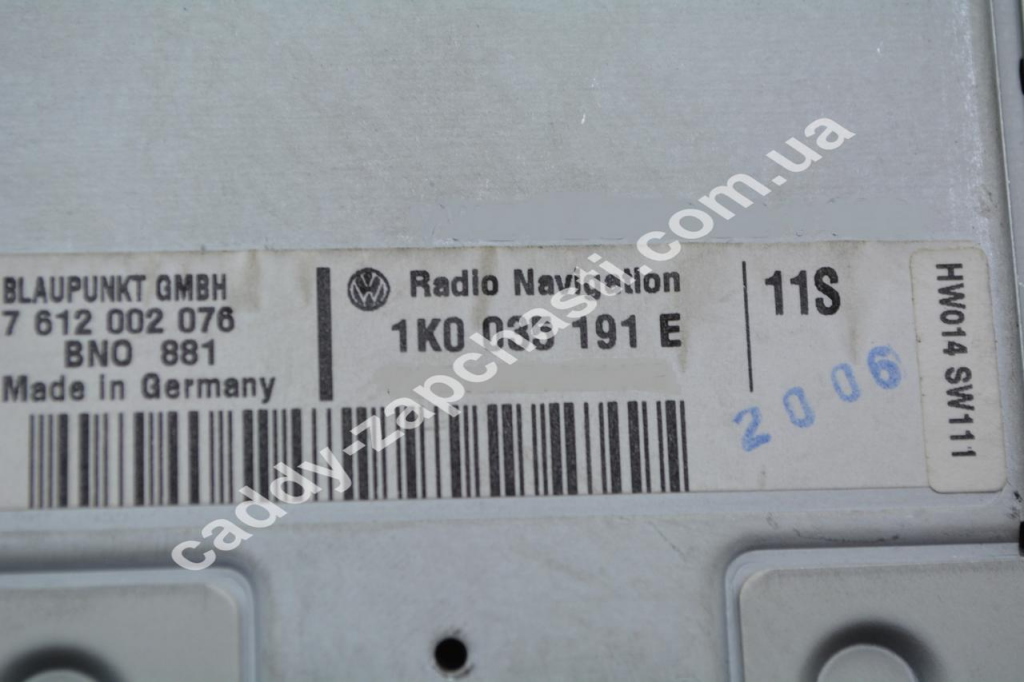 BLAUPUNKT GMBH
7 612 002 076
BNO 881
Made in Germany
Radio Navigation
1K0 035 191 E
11S
2006
HW014 SW111
caddy-zapchasti.com.ua